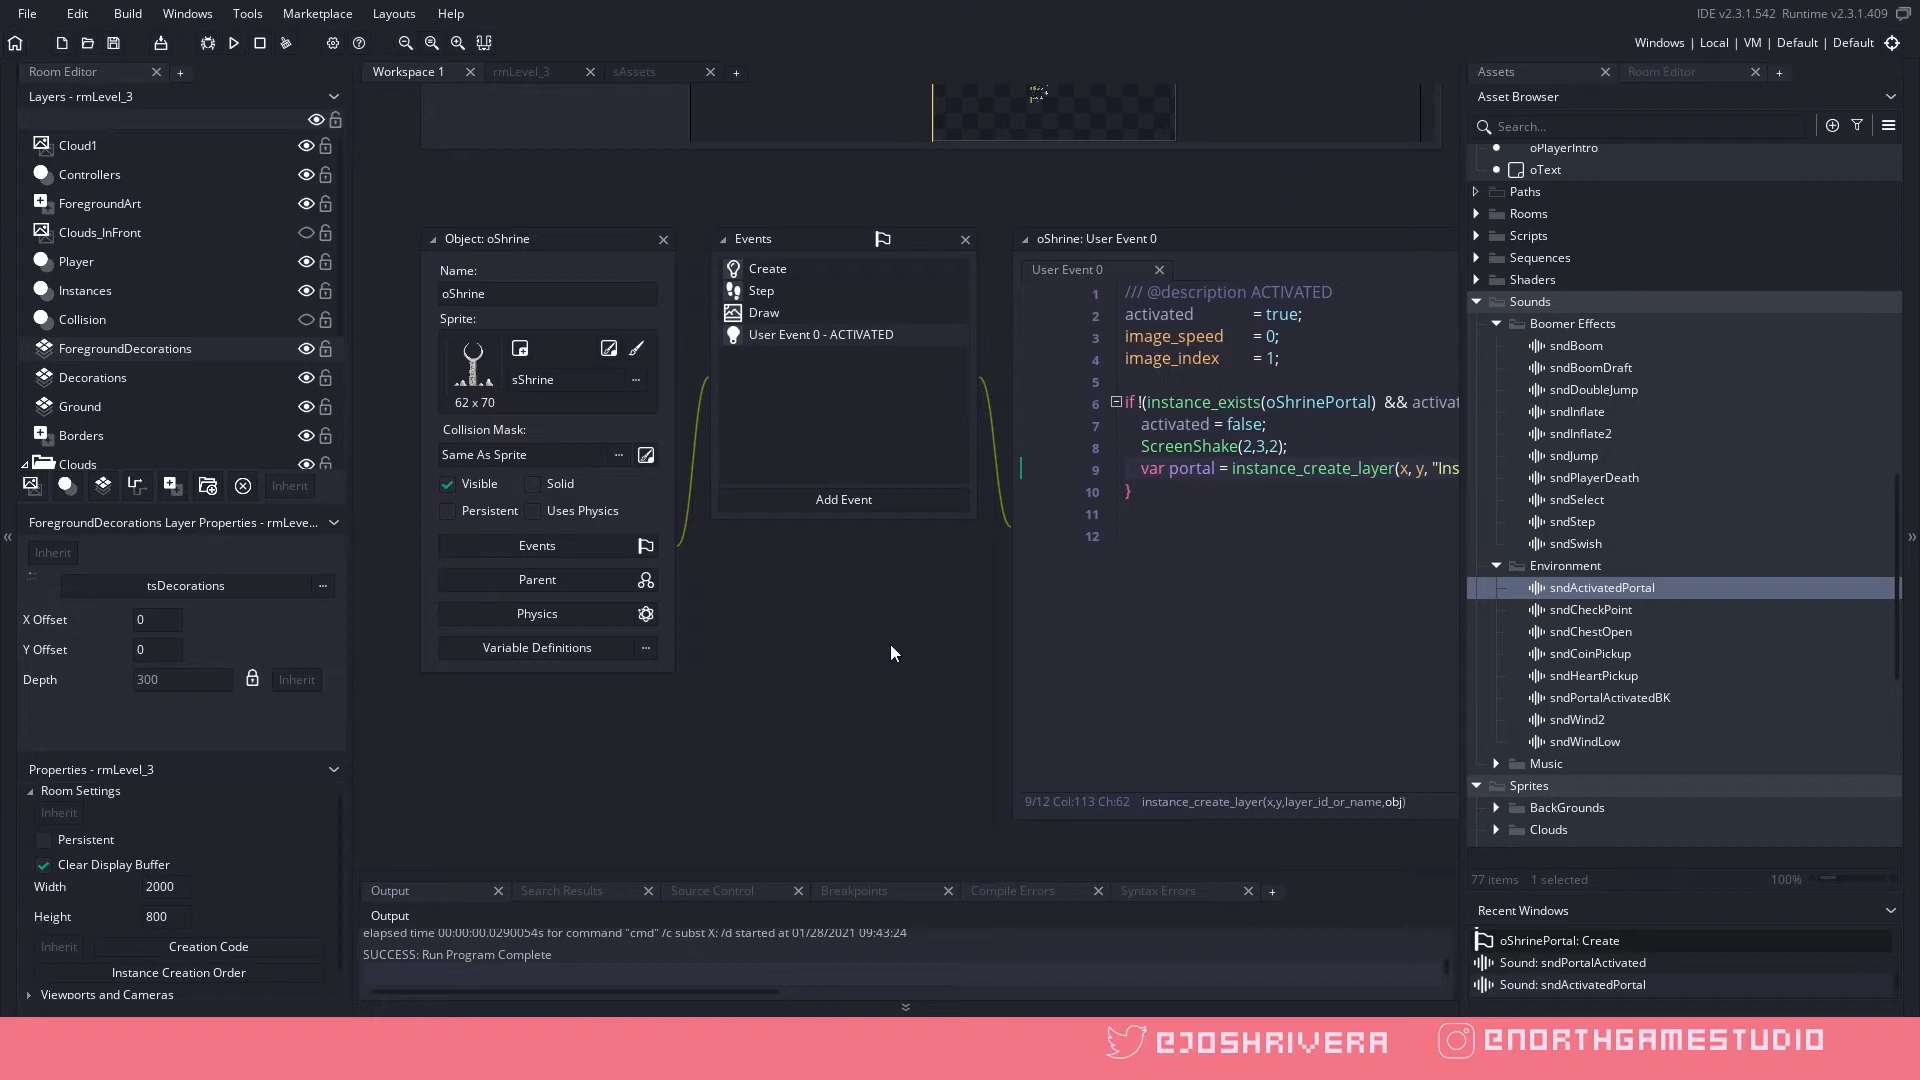 File Edit Build Windows Tools Marketplace Layouts Help
IDE v2.3.1.542 Runtime v2.3.1.409
Windows | Local | VM | Default | Default
Room Editor
Layers - rmLevel_3
Cloud1
Controllers
ForegroundArt
Clouds_InFront
Player
Instances
Collision
ForegroundDecorations
Decorations
Ground
Borders
Clouds
Inherit
ForegroundDecorations Layer Properties - rmLeve...
Inherit
tsDecorations ...
X Offset 0
Y Offset 0
Depth 300 Inherit
Properties - rmLevel_3
Room Settings
Inherit
Persistent
Clear Display Buffer
Width 2000
Height 800
Inherit Creation Code
Instance Creation Order
Viewports and Cameras
Workspace 1 rmLevel_3 sAssets
Object: oShrine
Name:
oShrine
Sprite:
sShrine ...
62 x 70
Collision Mask:
Same As Sprite ...
Visible Solid
Persistent Uses Physics
Events
Parent
Physics
Variable Definitions ...
Events
Create
Step
Draw
User Event 0 - ACTIVATED
Add Event
oShrine: User Event 0
User Event 0
1 /// @description ACTIVATED
2 activated = true;
3 image_speed = 0;
4 image_index = 1;
5
6 if !(instance_exists(oShrinePortal) && activat
7 activated = false;
8 ScreenShake(2,3,2);
9 var portal = instance_create_layer(x, y, "Ins
10 }
11
12
9/12 Col:113 Ch:62 instance_create_layer(x,y,layer_id_or_name,obj)
Output Search Results Source Control Breakpoints Compile Errors Syntax Errors
Output
elapsed time 00:00:00.0290054s for command "cmd" /c subst X: /d started at 01/28/2021 09:43:24
SUCCESS: Run Program Complete
Assets Room Editor
Asset Browser
Search...
oPlayerIntro
oText
Paths
Rooms
Scripts
Sequences
Shaders
Sounds
Boomer Effects
sndBoom
sndBoomDraft
sndDoubleJump
sndInflate
sndInflate2
sndJump
sndPlayerDeath
sndSelect
sndStep
sndSwish
Environment
sndActivatedPortal
sndCheckPoint
sndChestOpen
sndCoinPickup
sndHeartPickup
sndPortalActivatedBK
sndWind2
sndWindLow
Music
Sprites
BackGrounds
Clouds
77 items 1 selected 100%
Recent Windows
oShrinePortal: Create
Sound: sndPortalActivated
Sound: sndActivatedPortal
@JOSHRIVERA @NORTHGAMESTUDIO